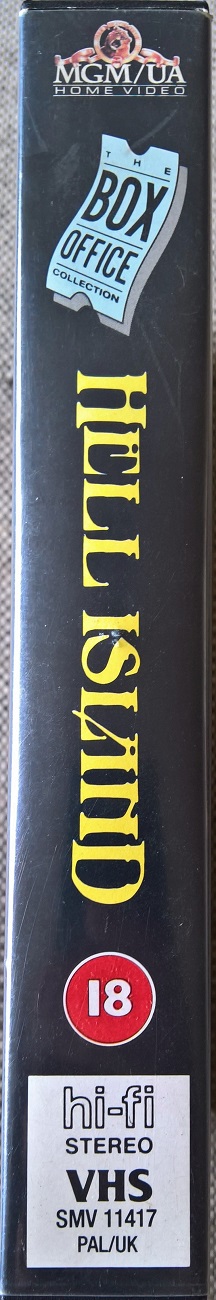 MGM/UA
HOME VIDEO
THE
BOX
OFFICE
COLLECTION
HELL ISLAND
18
hi-fi
STEREO
VHS
SMV 11417
PAL/UK